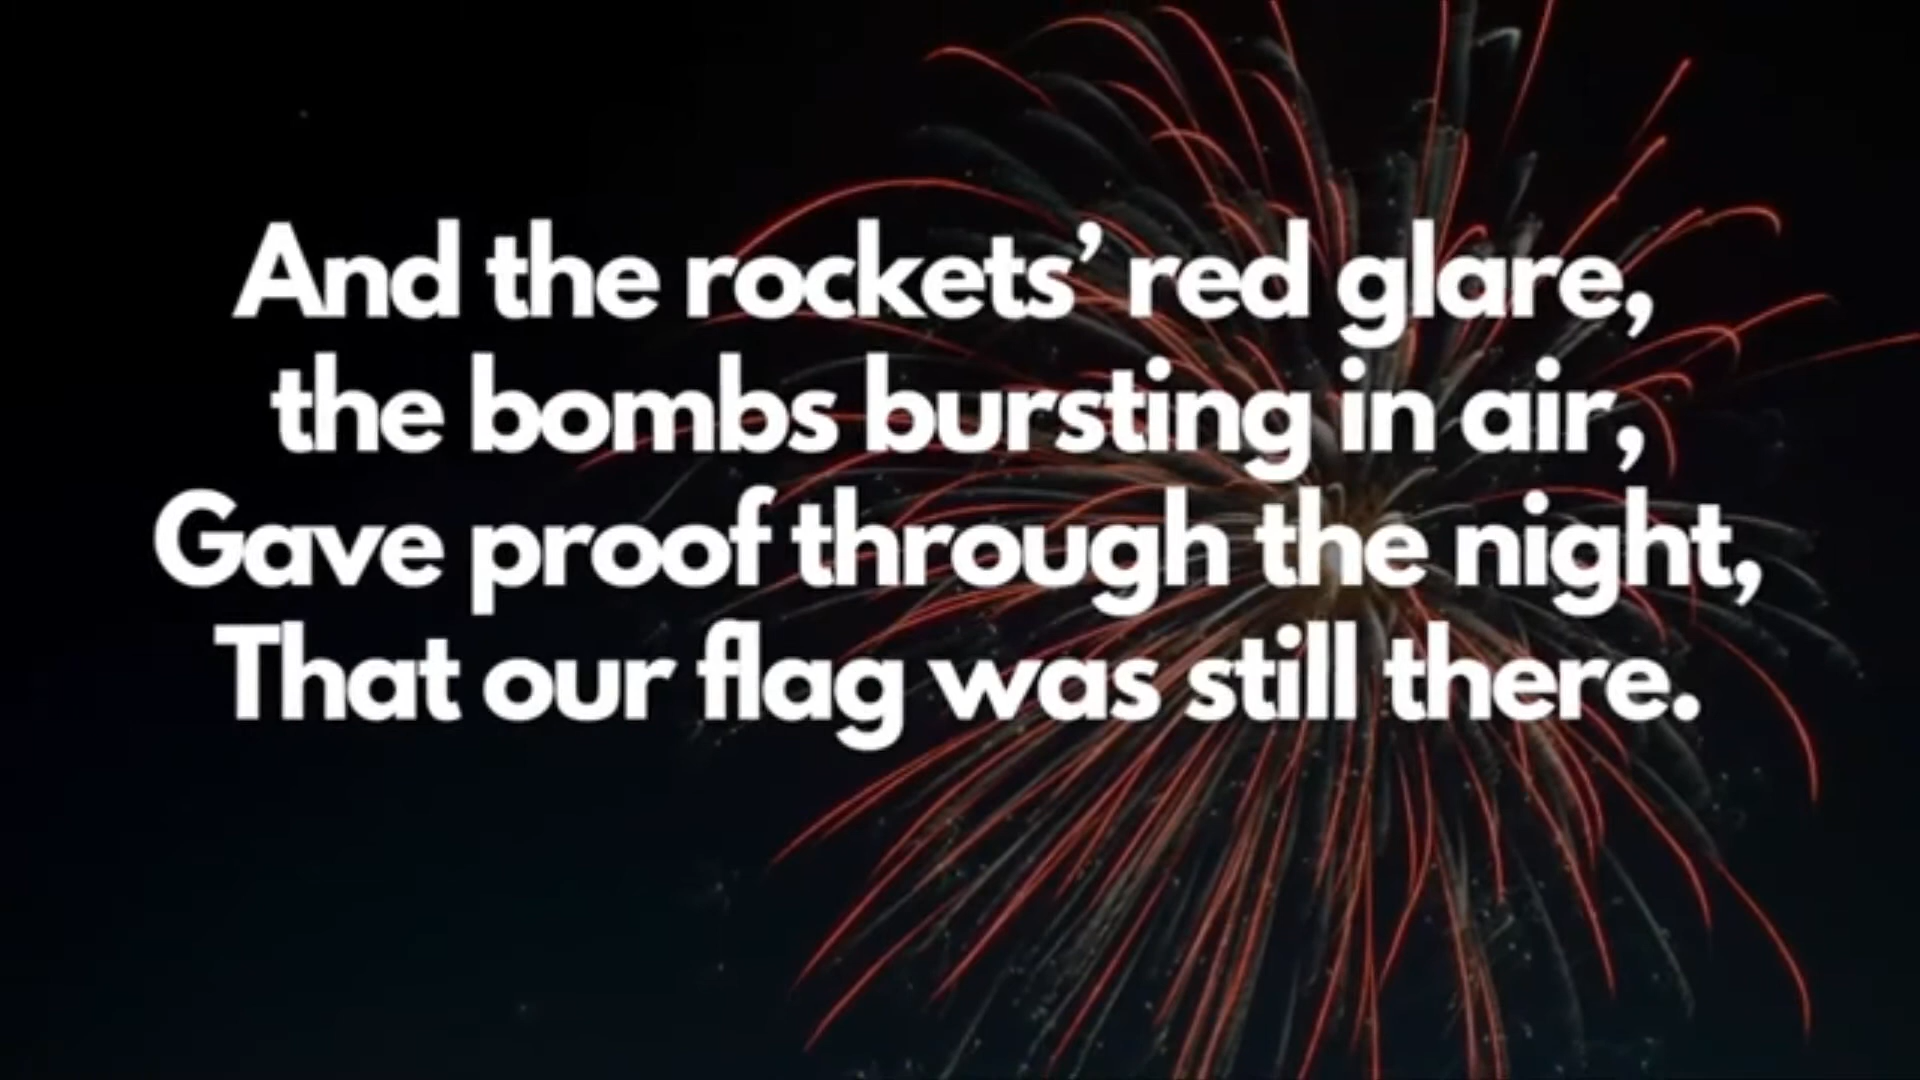 And the rockets’ red glare,
the bombs bursting in air,
Gave proof through the night,
That our flag was still there.